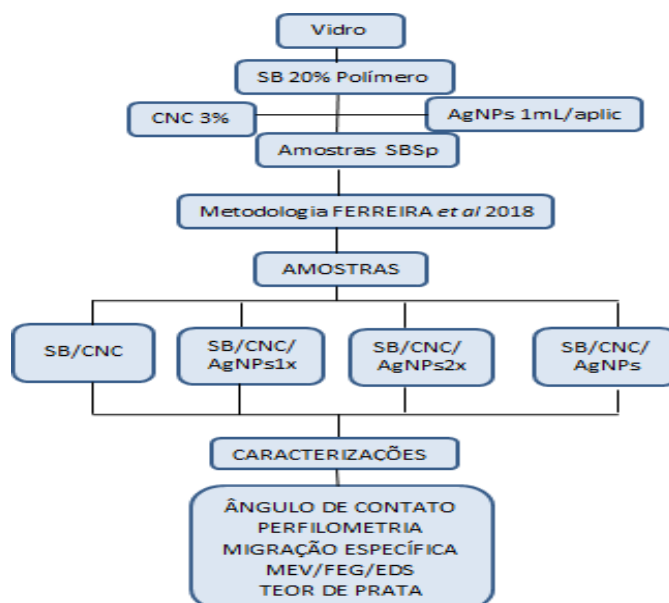 Vidro
SB 20% Polímero
CNC 3%
AgNPs 1mL/aplic
Amostras SBSp
Metodologia FERREIRA et al 2018
AMOSTRAS
SB/CNC
SB/CNC/
AgNPs1x
SB/CNC/
AgNPs2x
SB/CNC/
AgNPs
CARACTERIZAÇÕES
ÂNGULO DE CONTATO
PERFILOMETRIA
MIGRAÇÃO ESPECÍFICA
MEV/FEG/EDS
TEOR DE PRATA